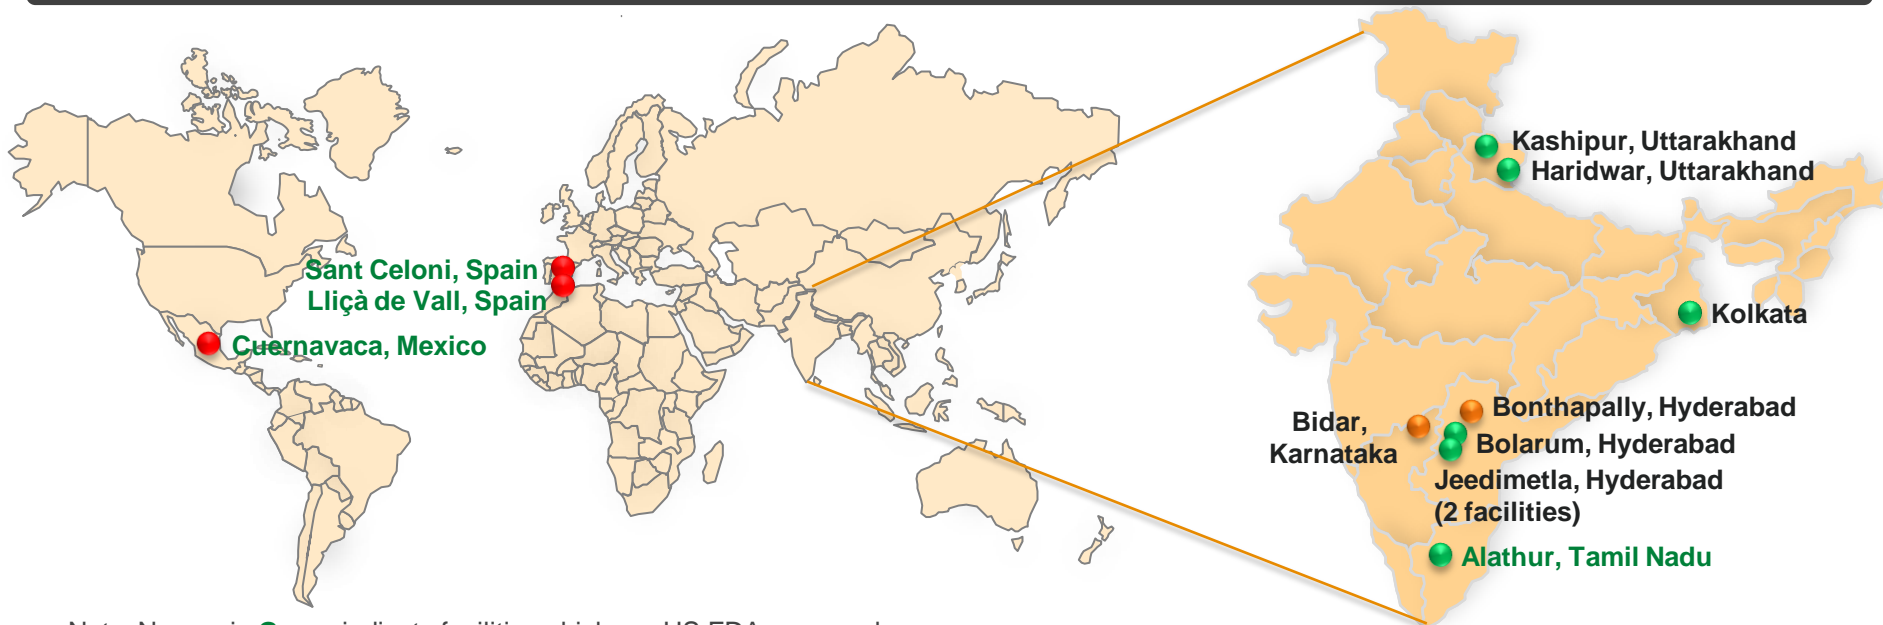 Kashipur, Uttarakhand
Haridwar, Uttarakhand
Sant Celoni, Spain
Lliçà de Vall, Spain
Kolkata
Cuernavaca, Mexico
Bonthapally, Hyderabad
Bidar,
Karnataka
Bolarum, Hyderabad
Jeedimetla, Hyderabad
(2 facilities)
Alathur, Tamil Nadu